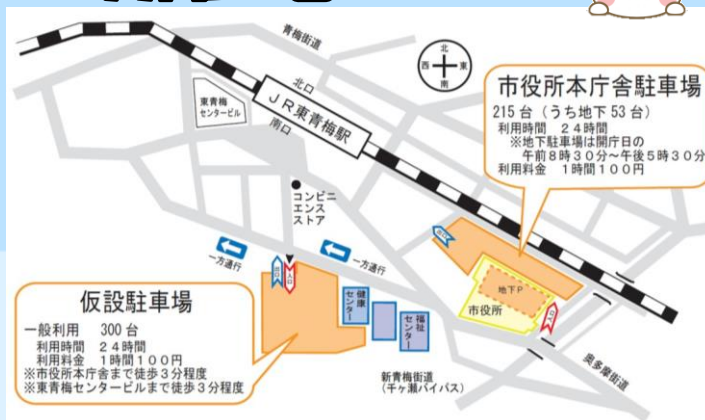 青梅街道
北
西 東
南
北口
JR東青梅駅
南口
東青梅
センタービル
市役所本庁舎駐車場
215台(うち地下53台)
利用時間 24時間
※地下駐車場は開庁日の
午前8時30分~午後5時30分
利用料金 1時間100円
コンビニ
エンス
ストア
一方通行
一方通行
出口
入口
出口
地下P
市役所
入口
健康
センター
福祉
センター
仮設駐車場
一般利用 300台
利用時間 24時間
利用料金 1時間100円
※市役所本庁舎まで徒歩3分程度
※東青梅センタービルまで徒歩3分程度
新青梅街道
(千ヶ瀬バイパス)
奥多摩街道